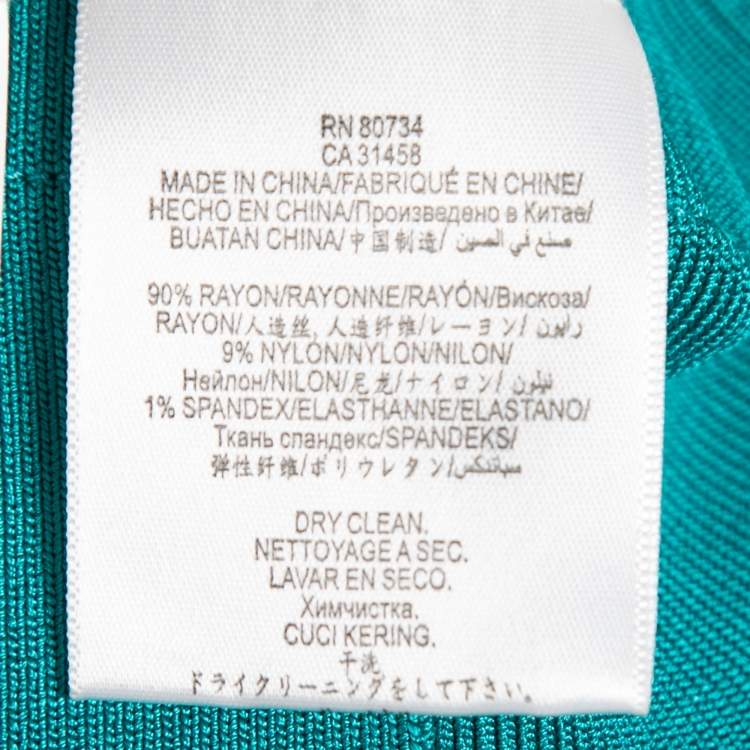 RN 80734
CA 31458
MADE IN CHINA/FABRIQUÉ EN CHINE/
HECHO EN CHINA/Произведено в Китае/
BUATAN CHINA/中国制造/ صنع في الصين
90% RAYON/RAYONNE/RAYÓN/Вискоза/
RAYON/人造丝, 人造纤维/レーヨン/ رايون
9% NYLON/NYLON/NILON/
Нейлон/NILON/尼龙/ナイロン/ نيلون
1% SPANDEX/ELASTHANNE/ELASTANO/
Ткань спандекс/SPANDEKS/
弹性纤维/ポリウレタン/سباندكس
DRY CLEAN.
NETTOYAGE A SEC.
LAVAR EN SECO.
Химчистка.
CUCI KERING.
干洗
ドライクリーニングをして下さい。